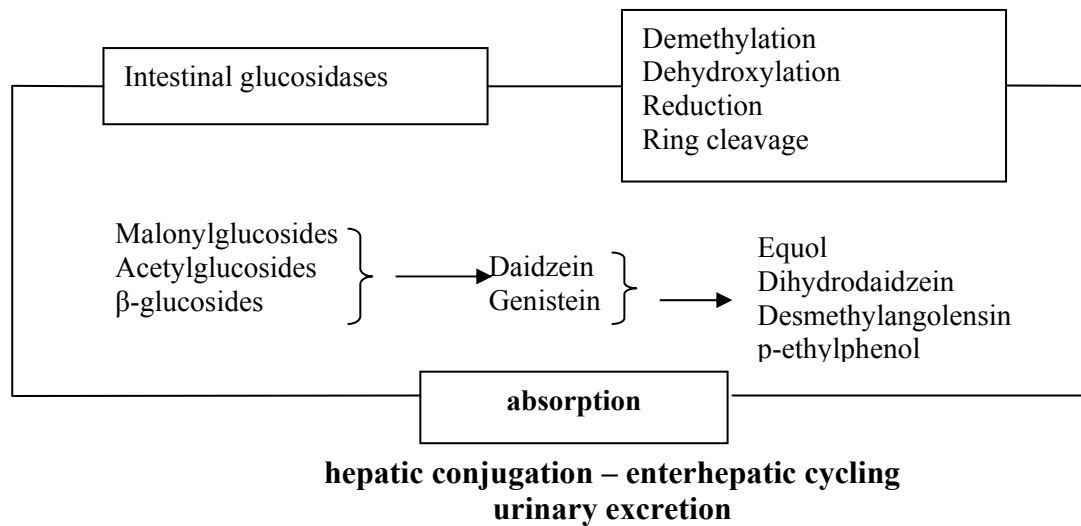 Intestinal glucosidases
Demethylation
Dehydroxylation
Reduction
Ring cleavage
Malonylglucosides
Acetylglucosides
β-glucosides
Daidzein
Genistein
Equol
Dihydrodaidzein
Desmethylangolensin
p-ethylphenol
absorption
hepatic conjugation – enterhepatic cycling
urinary excretion